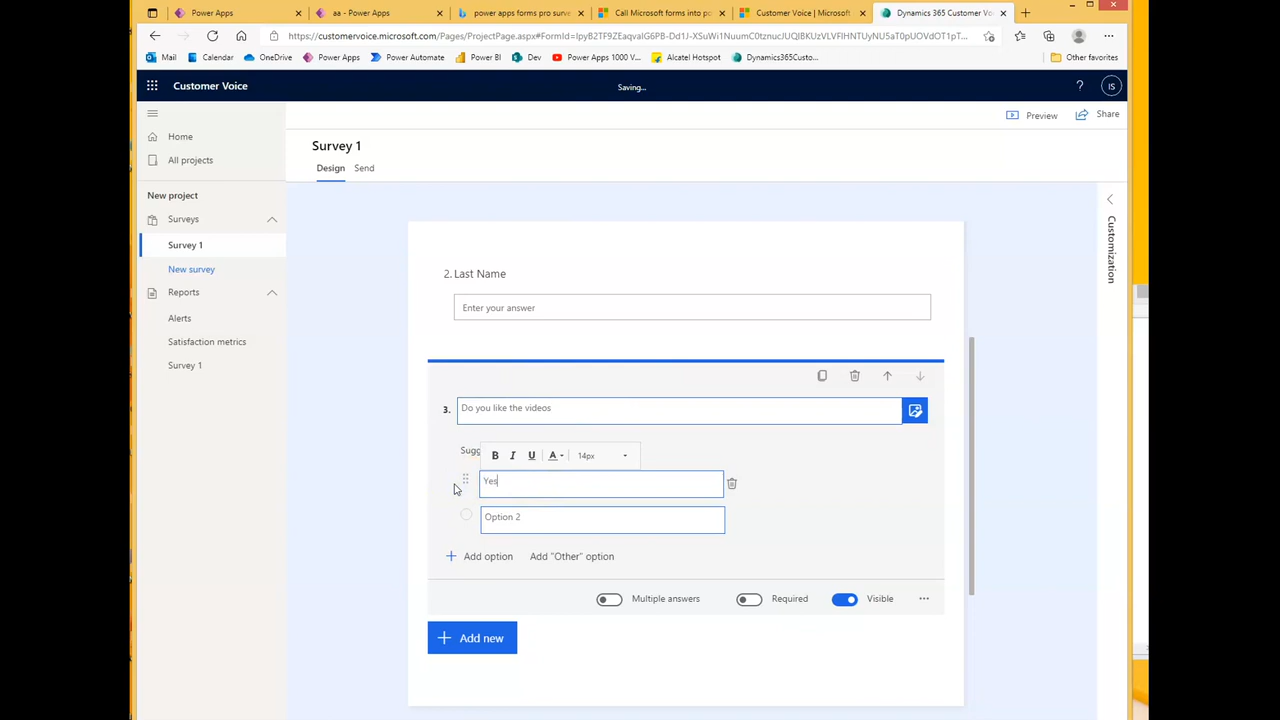 Power Apps
aa - Power Apps
power apps forms pro surve
Call Microsoft forms into po
Customer Voice | Microsoft
Dynamics 365 Customer Vo
https://customervoice.microsoft.com/Pages/ProjectPage.aspx#FormId=
Mail
Calendar
OneDrive
Power Apps
Power Automate
Power BI
Dev
Power Apps 1000 V...
Alcatel Hotspot
Dynamics365Custo...
Other favorites
Customer Voice
Saving...
?
IS
Preview
Share
Home
All projects
New project
Surveys
Survey 1
New survey
Reports
Alerts
Satisfaction metrics
Survey 1
Survey 1
Design
Send
Customization
2. Last Name
Enter your answer
3. Do you like the videos
Sugg
B I U A 14px
Yes
Option 2
+ Add option
Add "Other" option
Multiple answers
Required
Visible
...
+ Add new